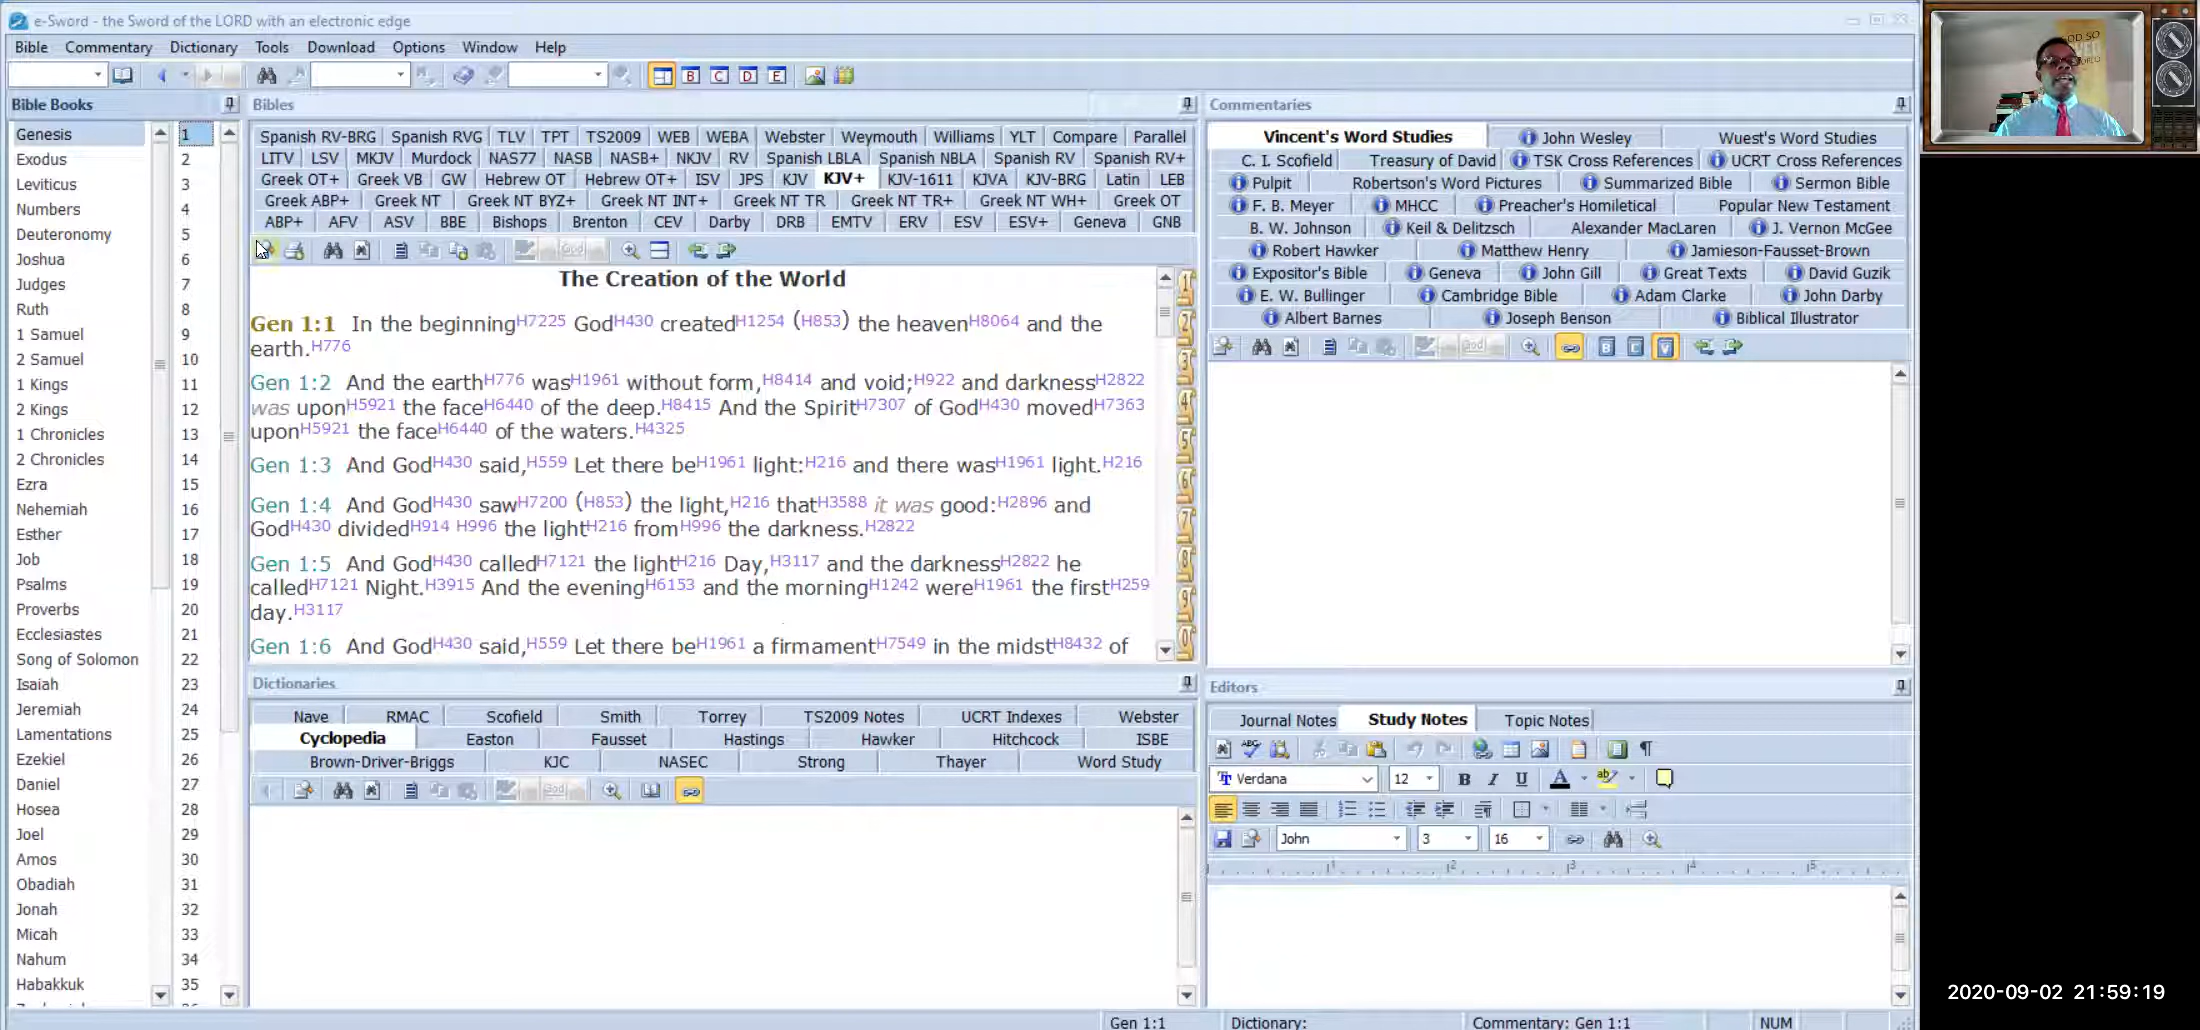 e-Sword - the Sword of the LORD with an electronic edge
Bible Commentary Dictionary Tools Download Options Window Help
B C D E
Bible Books
Genesis 1
Exodus 2
Leviticus 3
Numbers 4
Deuteronomy 5
Joshua 6
Judges 7
Ruth 8
1 Samuel 9
2 Samuel 10
1 Kings 11
2 Kings 12
1 Chronicles 13
2 Chronicles 14
Ezra 15
Nehemiah 16
Esther 17
Job 18
Psalms 19
Proverbs 20
Ecclesiastes 21
Song of Solomon 22
Isaiah 23
Jeremiah 24
Lamentations 25
Ezekiel 26
Daniel 27
Hosea 28
Joel 29
Amos 30
Obadiah 31
Jonah 32
Micah 33
Nahum 34
Habakkuk 35
Bibles
Spanish RV-BRG Spanish RVG TLV TPT TS2009 WEB WEBA Webster Weymouth Williams YLT Compare Parallel
LITV LSV MKJV Murdock NAS77 NASB NASB+ NKJV RV Spanish LBLA Spanish NBLA Spanish RV Spanish RV+
Greek OT+ Greek VB GW Hebrew OT Hebrew OT+ ISV JPS KJV KJV+ KJV-1611 KJVA KJV-BRG Latin LEB
Greek ABP+ Greek NT Greek NT BYZ+ Greek NT INT+ Greek NT TR Greek NT TR+ Greek NT WH+ Greek OT
ABP+ AFV ASV BBE Bishops Brenton CEV Darby DRB EMTV ERV ESV ESV+ Geneva GNB
God
The Creation of the World
Gen 1:1 In the beginningH7225 GodH430 createdH1254 (H853) the heavenH8064 and the
earth.H776
Gen 1:2 And the earthH776 wasH1961 without form,H8414 and void;H922 and darknessH2822
was uponH5921 the faceH6440 of the deep.H8415 And the SpiritH7307 of GodH430 movedH7363
uponH5921 the faceH6440 of the waters.H4325
Gen 1:3 And GodH430 said,H559 Let there beH1961 light:H216 and there wasH1961 light.H216
Gen 1:4 And GodH430 sawH7200 (H853) the light,H216 thatH3588 it was good:H2896 and
GodH430 dividedH914 H996 the lightH216 fromH996 the darkness.H2822
Gen 1:5 And GodH430 calledH7121 the lightH216 Day,H3117 and the darknessH2822 he
calledH7121 Night.H3915 And the eveningH6153 and the morningH1242 wereH1961 the firstH259
day.H3117
Gen 1:6 And GodH430 said,H559 Let there beH1961 a firmamentH7549 in the midstH8432 of
1
2
3
4
5
6
7
8
9
0
Dictionaries
Nave RMAC Scofield Smith Torrey TS2009 Notes UCRT Indexes Webster
Cyclopedia Easton Fausset Hastings Hawker Hitchcock ISBE
Brown-Driver-Briggs KJC NASEC Strong Thayer Word Study
God
Commentaries
Vincent's Word Studies John Wesley Wuest's Word Studies
C. I. Scofield Treasury of David TSK Cross References UCRT Cross References
Pulpit Robertson's Word Pictures Summarized Bible Sermon Bible
F. B. Meyer MHCC Preacher's Homiletical Popular New Testament
B. W. Johnson Keil & Delitzsch Alexander MacLaren J. Vernon McGee
Robert Hawker Matthew Henry Jamieson-Fausset-Brown
Expositor's Bible Geneva John Gill Great Texts David Guzik
E. W. Bullinger Cambridge Bible Adam Clarke John Darby
Albert Barnes Joseph Benson Biblical Illustrator
God B C V
Editors
Journal Notes Study Notes Topic Notes
ABC
Verdana 12 B I U A ab
John 3 16
1 2 3 4 5
Gen 1:1 Dictionary: Commentary: Gen 1:1 NUM
GOD SO
2020-09-02 21:59:19